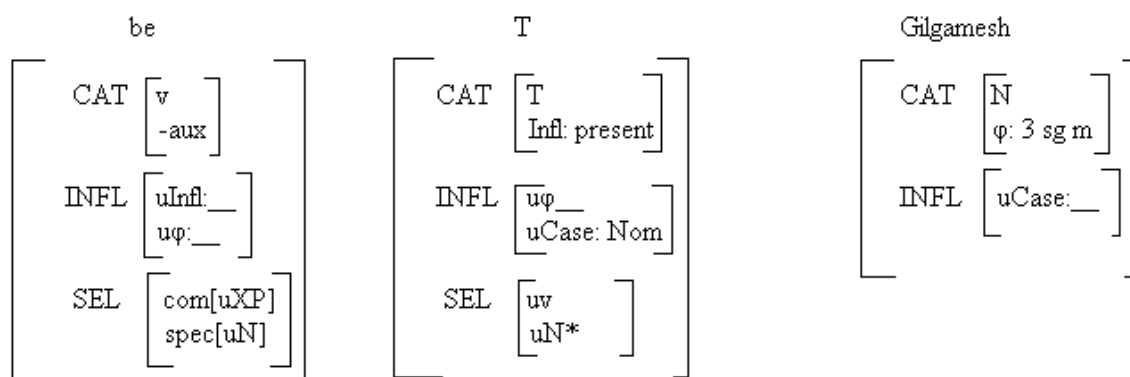 be T Gilgamesh
CAT v CAT T CAT N
-aux Infl: present φ: 3 sg m
INFL uInfl:__ INFL uφ__ INFL uCase:__
uφ:__ uCase: Nom
SEL com[uXP] SEL uv
spec[uN] uN*